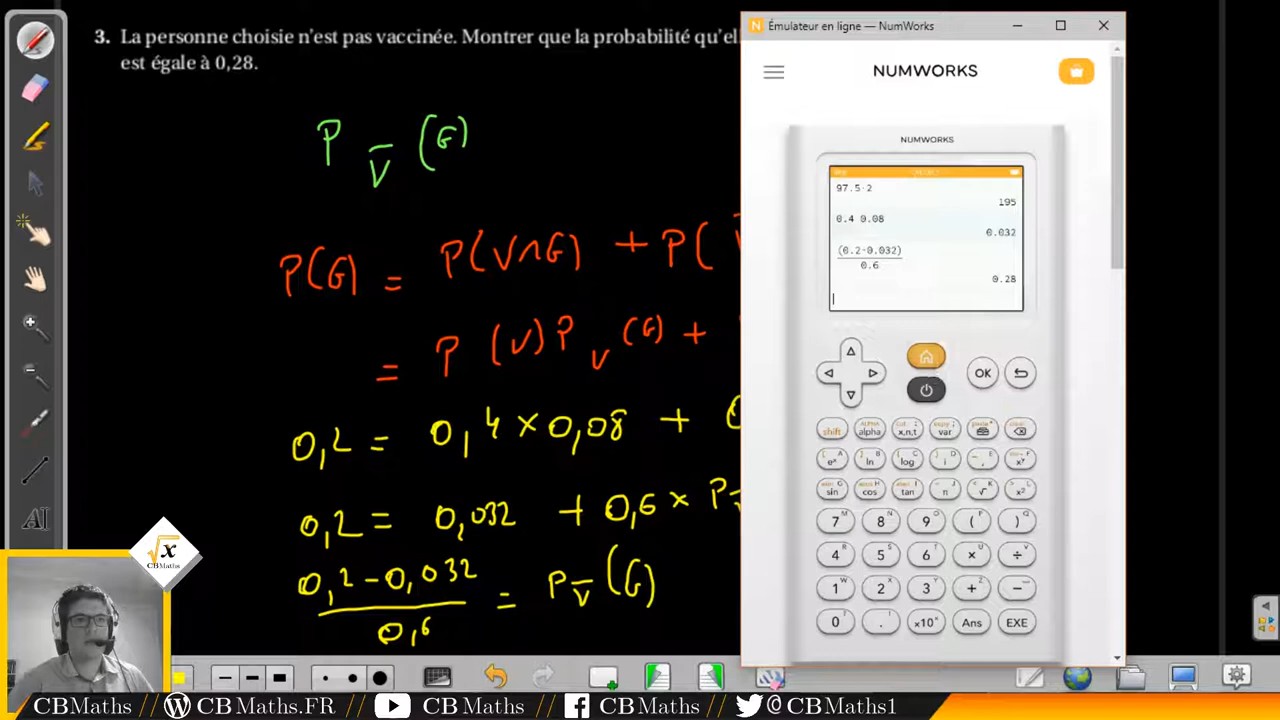 3. La personne choisie n'est pas vaccinée. Montrer que la probabilité qu'el
est égale à 0,28.
P V̄ (G)
P(G) = P(V∩G) + P(
= P (V) P V (G) +
0,2 = 0,4 × 0,08 +
0,2 = 0,032 + 0,6 × P V̄
0,2 - 0,032
0,6
= P V̄ (G)
Émulateur en ligne — NumWorks
NUMWORKS
NUMWORKS
97.5·2
195
0.4·0.08
0.032
(0.2-0.032)
0.6
0.28
OK
shift alpha x,n,t var
eˣ ln log i , xʸ
sin cos tan π √ x²
7 8 9 ( )
4 5 6 × ÷
1 2 3 + −
0 . ×10ˣ Ans EXE
√x
CBMaths
CBMaths CBMaths.FR CBMaths CBMaths @CBMaths1